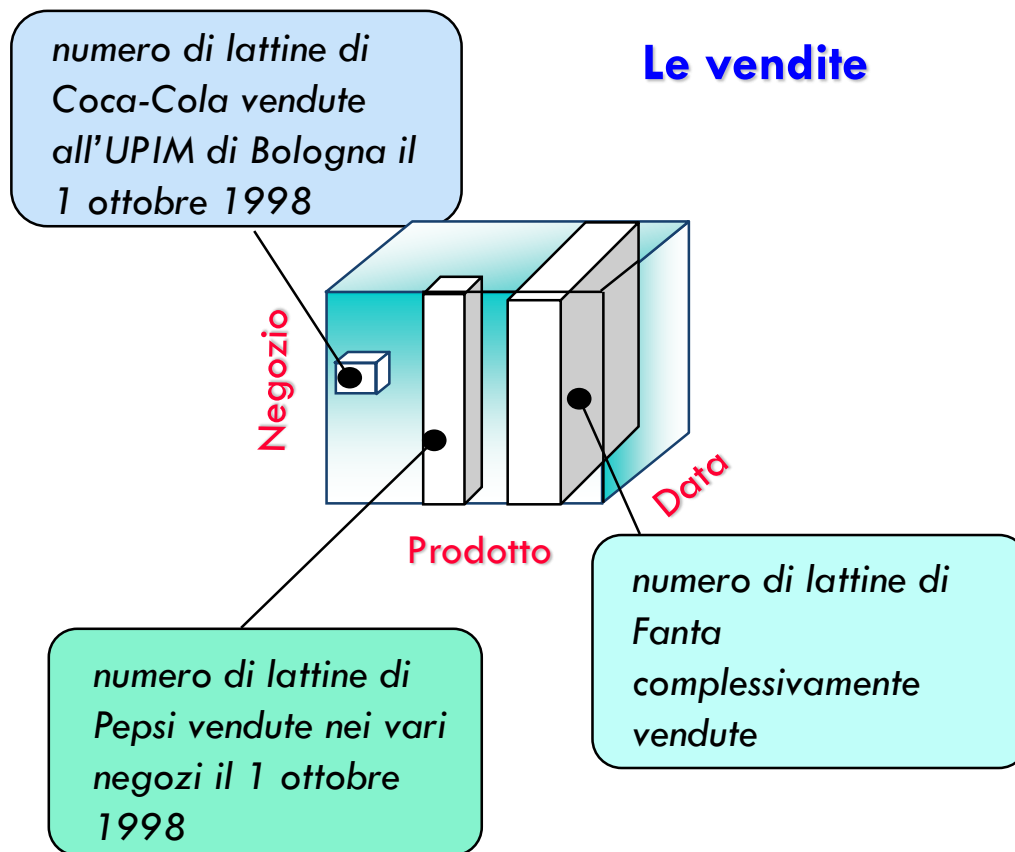 numero di lattine di
Coca-Cola vendute
all’UPIM di Bologna il
1 ottobre 1998
Le vendite
Negozio
Data
Prodotto
numero di lattine di
Pepsi vendute nei vari
negozi il 1 ottobre
1998
numero di lattine di
Fanta
complessivamente
vendute